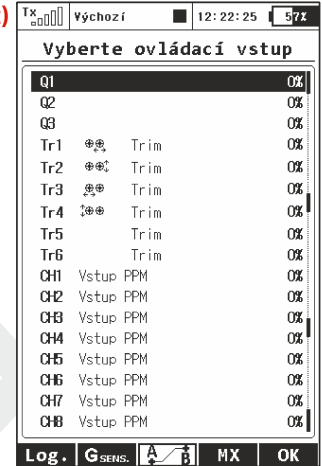 )
Tx Výchozí 12:22:25 57%
Vyberte ovládací vstup
Q1 0%
Q2 0%
Q3 0%
Tr1 Trim 0%
Tr2 Trim 0%
Tr3 Trim 0%
Tr4 Trim 0%
Tr5 Trim 0%
Tr6 Trim 0%
CH1 Vstup PPM 0%
CH2 Vstup PPM 0%
CH3 Vstup PPM 0%
CH4 Vstup PPM 0%
CH5 Vstup PPM 0%
CH6 Vstup PPM 0%
CH7 Vstup PPM 0%
CH8 Vstup PPM 0%
Log. GSENS. A B MX OK